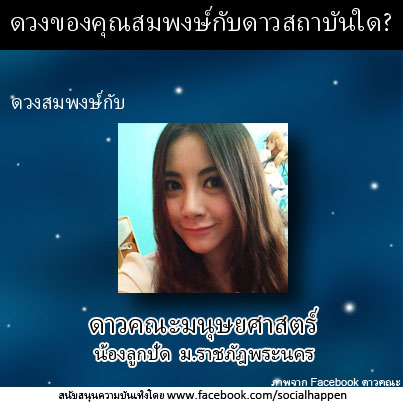 ดวงของคุณสมพงษ์กับดาวสถาบันใด?
ดวงสมพงษ์กับ
ดาวคณะมนุษยศาสตร์
น้องลูกปัด ม.ราชภัฎพระนคร
ภาพจาก Facebook ดาวคณะ
สนับสนุนความบันเทิงโดย www.facebook.com/socialhappen